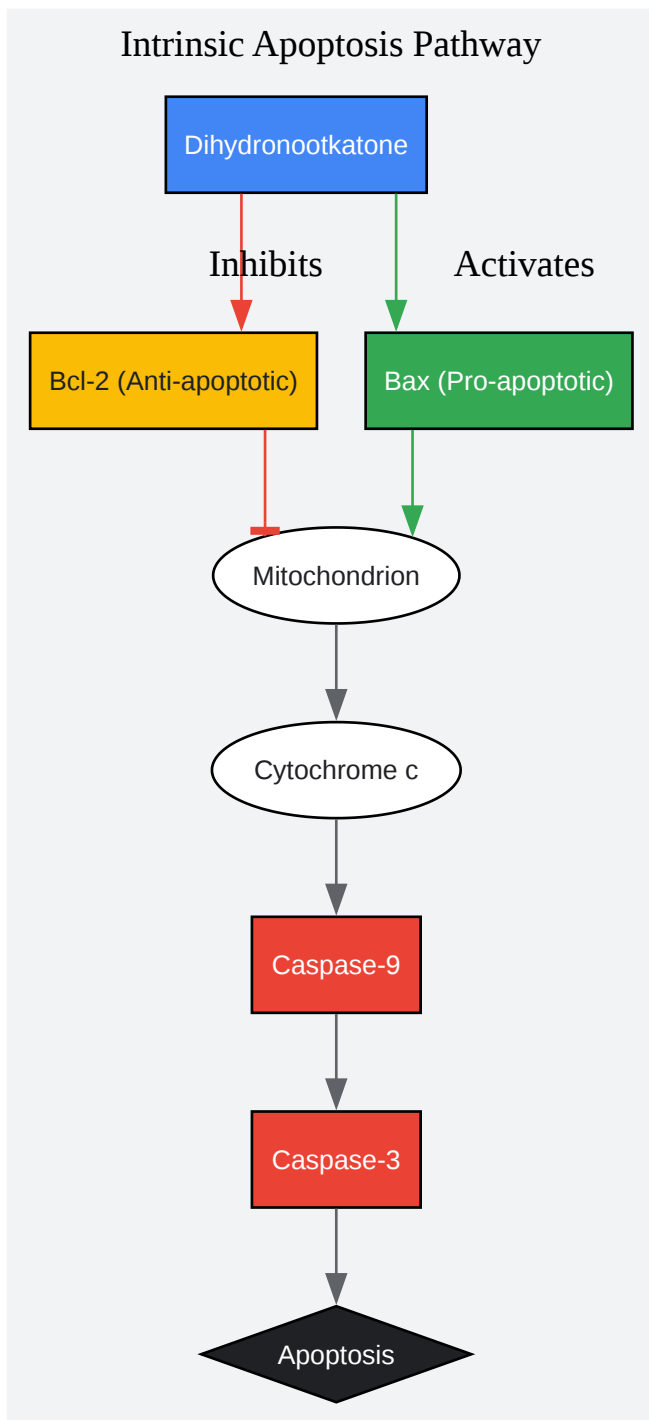 Intrinsic Apoptosis Pathway
Dihydronootkatone
Inhibits
Activates
Bcl-2 (Anti-apoptotic)
Bax (Pro-apoptotic)
Mitochondrion
Cytochrome c
Caspase-9
Caspase-3
Apoptosis